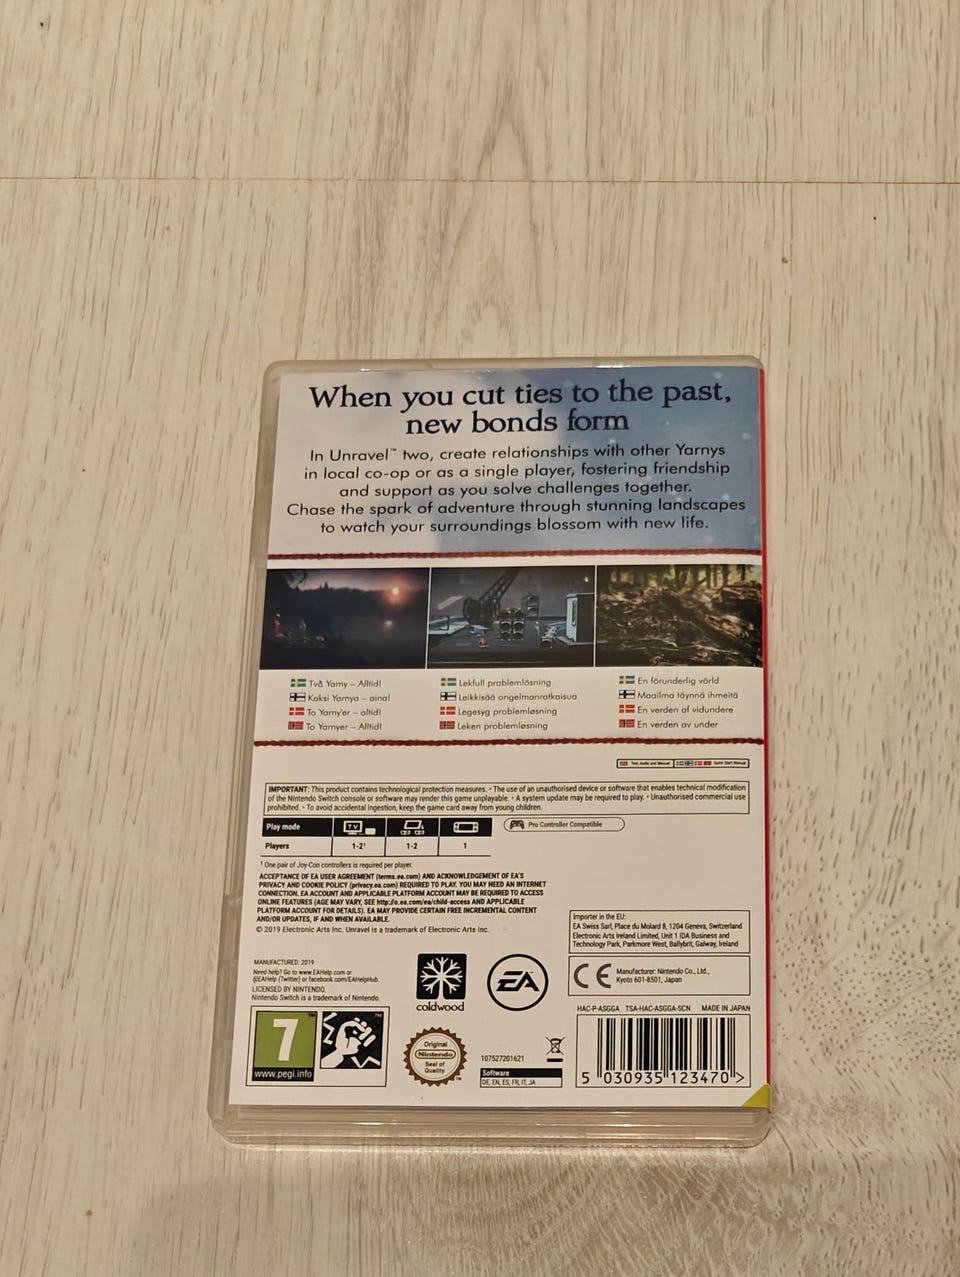 When you cut ties to the past,
new bonds form
In Unravel™ two, create relationships with other Yarnys
in local co-op or as a single player, fostering friendship
and support as you solve challenges together.
Chase the spark of adventure through stunning landscapes
to watch your surroundings blossom with new life.
Två Yarny – Alltid!
Kaksi Yarnya – aina!
To Yarny'er – altid!
To Yarnyer – Alltid!
Lekfull problemlösning
Leikkisää ongelmanratkaisua
Legesyg problemløsning
Leken problemløsning
En förunderlig värld
Maailma täynnä ihmeitä
En verden af vidundere
En verden av under
Text, Audio and Manual
Quick Start Manual
IMPORTANT: This product contains technological protection measures. • The use of an unauthorised device or software that enables technical modification
of the Nintendo Switch console or software may render this game unplayable. • A system update may be required to play. • Unauthorised commercial use
prohibited. • To avoid accidental ingestion, keep the game card away from young children.
Play mode TV
Players 1-2¹ 1-2 1
Pro Controller Compatible
¹ One pair of Joy-Con controllers is required per player.
ACCEPTANCE OF EA USER AGREEMENT (terms.ea.com) AND ACKNOWLEDGEMENT OF EA'S
PRIVACY AND COOKIE POLICY (privacy.ea.com) REQUIRED TO PLAY. YOU MAY NEED AN INTERNET
CONNECTION. EA ACCOUNT AND APPLICABLE PLATFORM ACCOUNT MAY BE REQUIRED TO ACCESS
ONLINE FEATURES (AGE MAY VARY, SEE http://o.ea.com/ea/child-access AND APPLICABLE
PLATFORM ACCOUNT FOR DETAILS). EA MAY PROVIDE CERTAIN FREE INCREMENTAL CONTENT
AND/OR UPDATES, IF AND WHEN AVAILABLE.
© 2019 Electronic Arts Inc. Unravel is a trademark of Electronic Arts Inc.
Importer in the EU:
EA Swiss Sarl, Place du Molard 8, 1204 Geneva, Switzerland
Electronic Arts Ireland Limited, Unit 1 IDA Business and
Technology Park, Parkmore West, Ballybrit, Galway, Ireland
MANUFACTURED: 2019
Need help? Go to www.EAHelp.com or
@EAHelp (Twitter) or facebook.com/EAHelpHub.
LICENSED BY NINTENDO.
Nintendo Switch is a trademark of Nintendo.
coldwood
EA
CE
Manufacturer: Nintendo Co., Ltd.,
Kyoto 601-8501, Japan
HAC-P-ASGGA TSA-HAC-ASGGA-SCN MADE IN JAPAN
7™
www.pegi.info
™
Original
Nintendo
Seal of
Quality
™
107527201621
Software
DE, EN, ES, FR, IT, JA
5 030935 123470 >